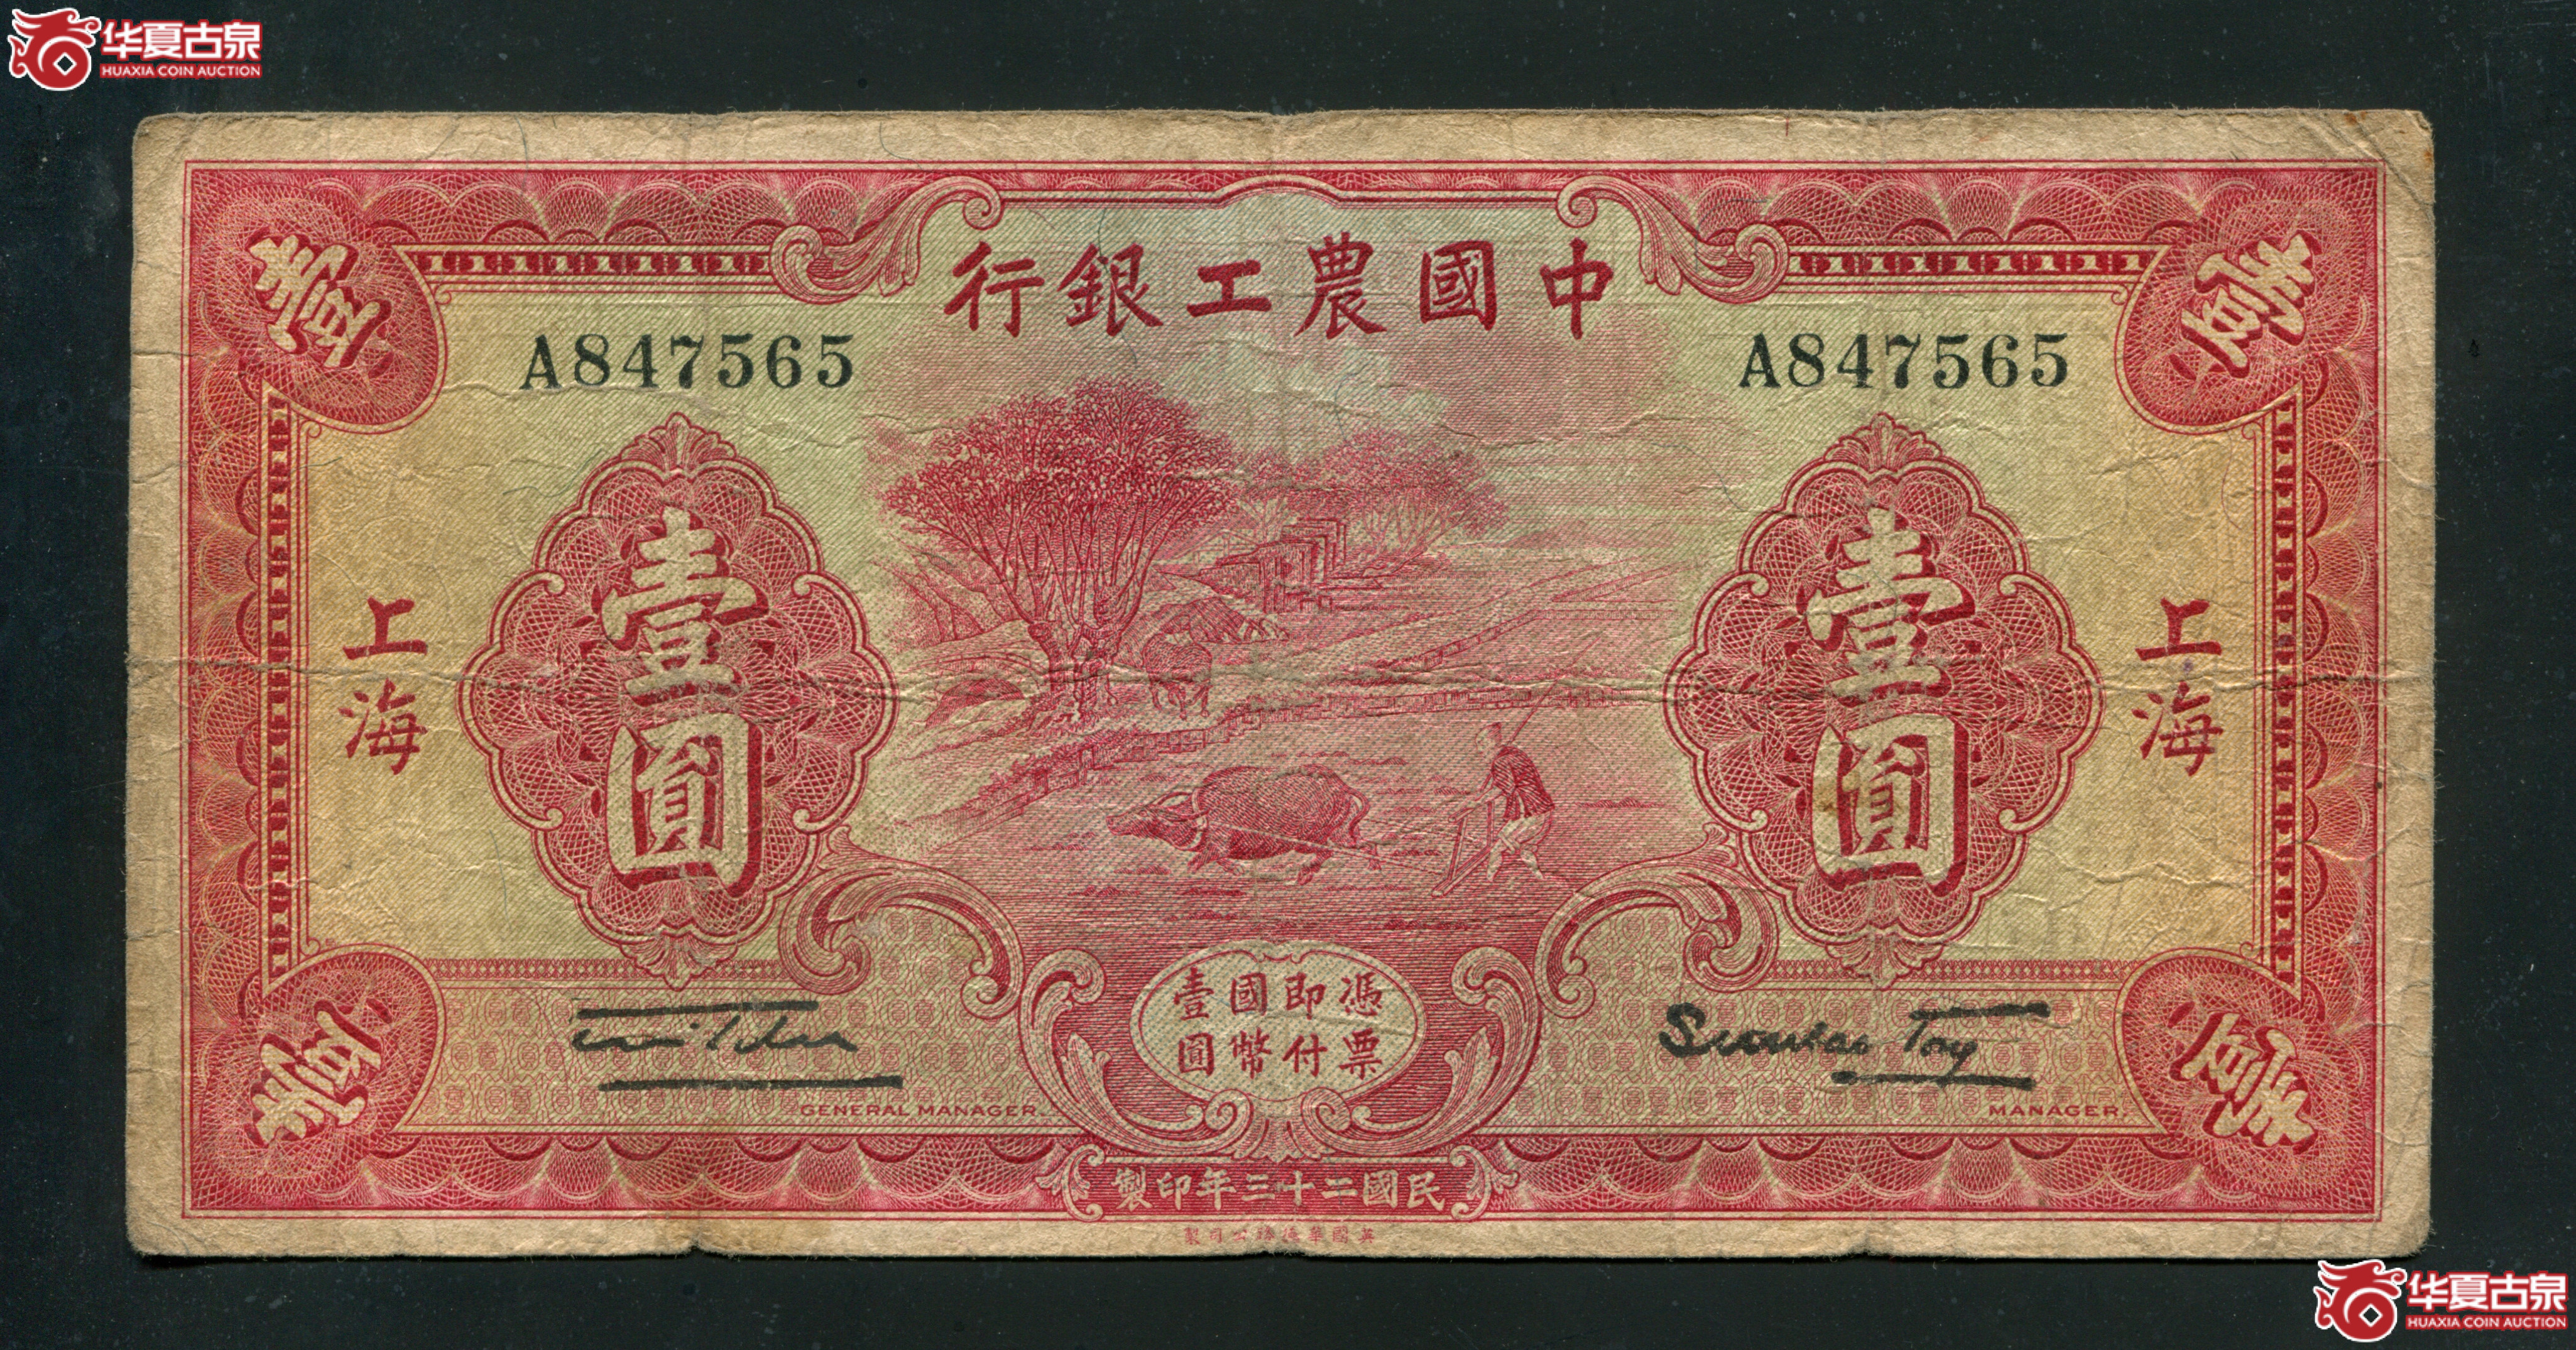 华夏古泉
HUAXIA COIN AUCTION
中國農工銀行
A847565
A847565
壹
壹
壹圓
壹圓
上海
上海
憑票即付國幣壹圓
GENERAL MANAGER.
MANAGER.
壹
壹
民國二十三年印製
华夏古泉
HUAXIA COIN AUCTION